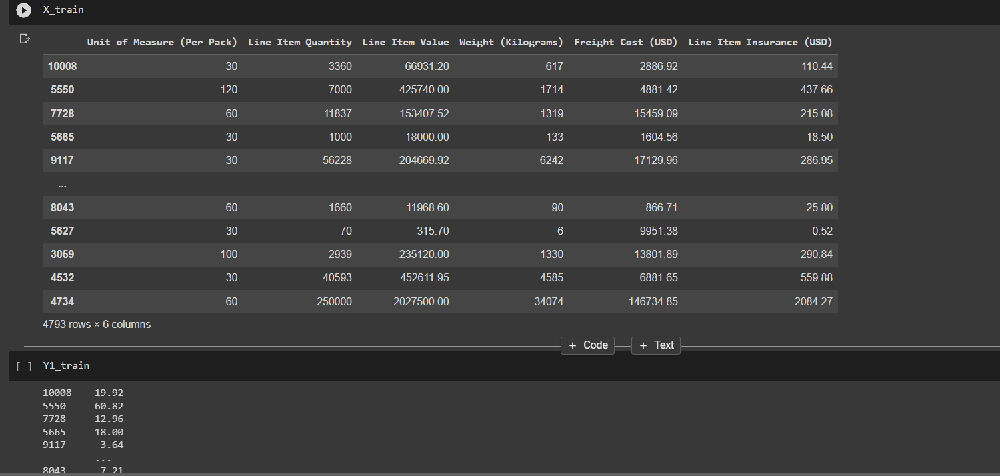 X_train
Unit of Measure (Per Pack) Line Item Quantity Line Item Value Weight (Kilograms) Freight Cost (USD) Line Item Insurance (USD)
10008 30 3360 66931.20 617 2886.92 110.44
5550 120 7000 425740.00 1714 4881.42 437.66
7728 60 11837 153407.52 1319 15459.09 215.08
5665 30 1000 18000.00 133 1604.56 18.50
9117 30 56228 204669.92 6242 17129.96 286.95
... ... ... ... ... ... ...
8043 60 1660 11968.60 90 866.71 25.80
5627 30 70 315.70 6 9951.38 0.52
3059 100 2939 235120.00 1330 13801.89 290.84
4532 30 40593 452611.95 4585 6881.65 559.88
4734 60 250000 2027500.00 34074 146734.85 2084.27
4793 rows × 6 columns
+ Code + Text
[ ] Y1_train
10008 19.92
5550 60.82
7728 12.96
5665 18.00
9117 3.64
...
8043 7.21